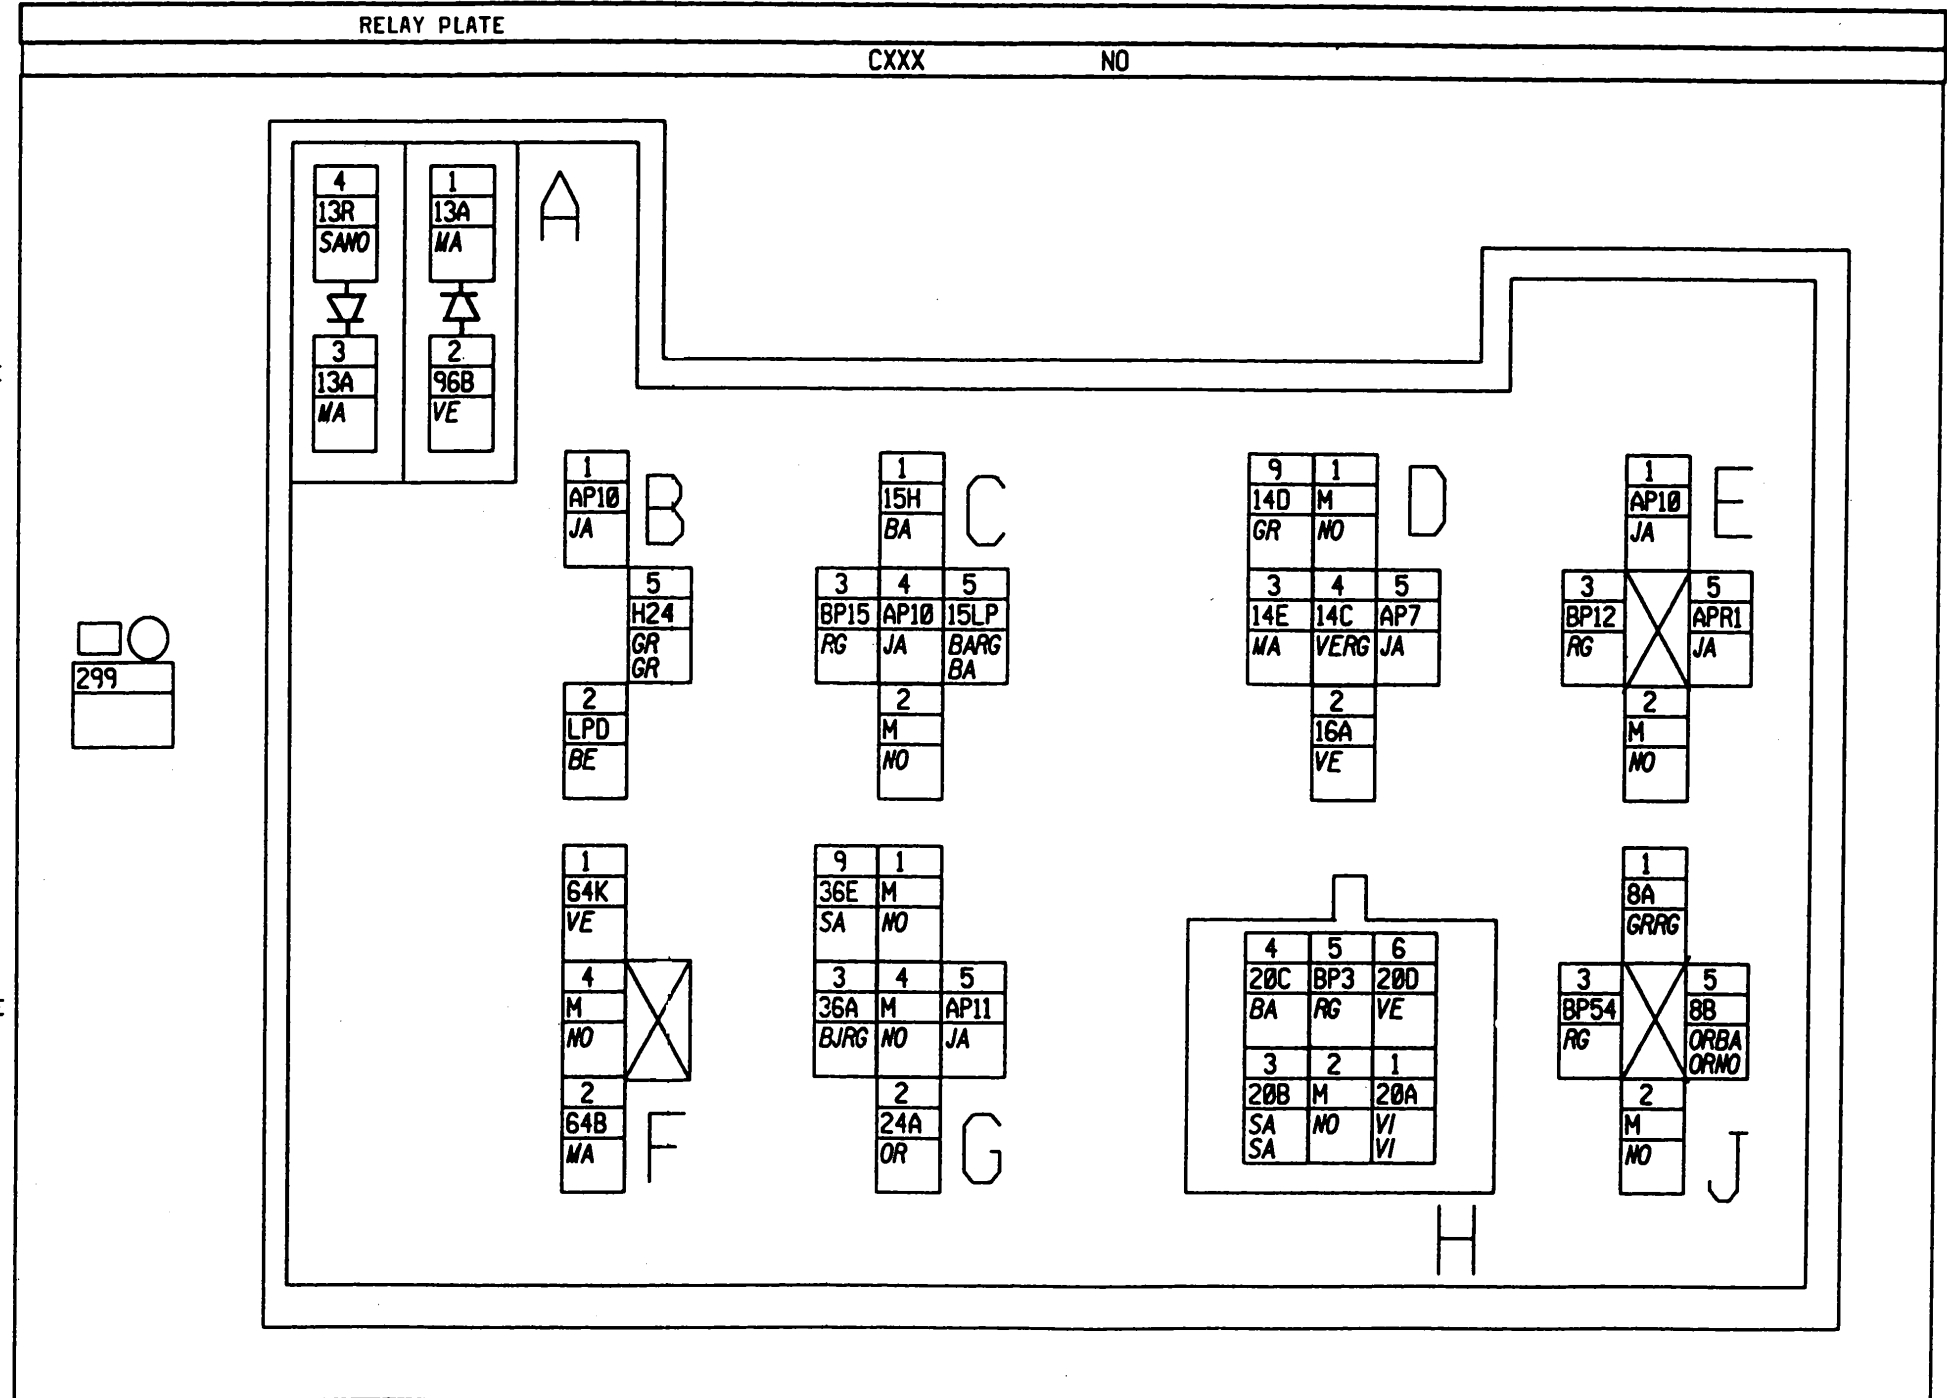 RELAY PLATE
CXXX NO
4
13R
SANO
3
13A
MA
1
13A
MA
2
96B
VE
A
299
1
AP10
JA
5
H24
GR
GR
2
LPD
BE
B
1
15H
BA
3
BP15
RG
4
AP10
JA
5
15LP
BARG
BA
2
M
NO
C
9
14D
GR
1
M
NO
3
14E
MA
4
14C
VERG
5
AP7
JA
2
16A
VE
D
1
AP10
JA
3
BP12
RG
5
APR1
JA
2
M
NO
E
1
64K
VE
4
M
NO
2
64B
MA
F
9
36E
SA
1
M
NO
3
36A
BJRG
4
M
NO
5
AP11
JA
2
24A
OR
G
4
20C
BA
5
BP3
RG
6
20D
VE
3
20B
SA
SA
2
M
NO
1
20A
VI
VI
H
1
8A
GRRG
3
BP54
RG
5
8B
ORBA
ORNO
2
M
NO
J